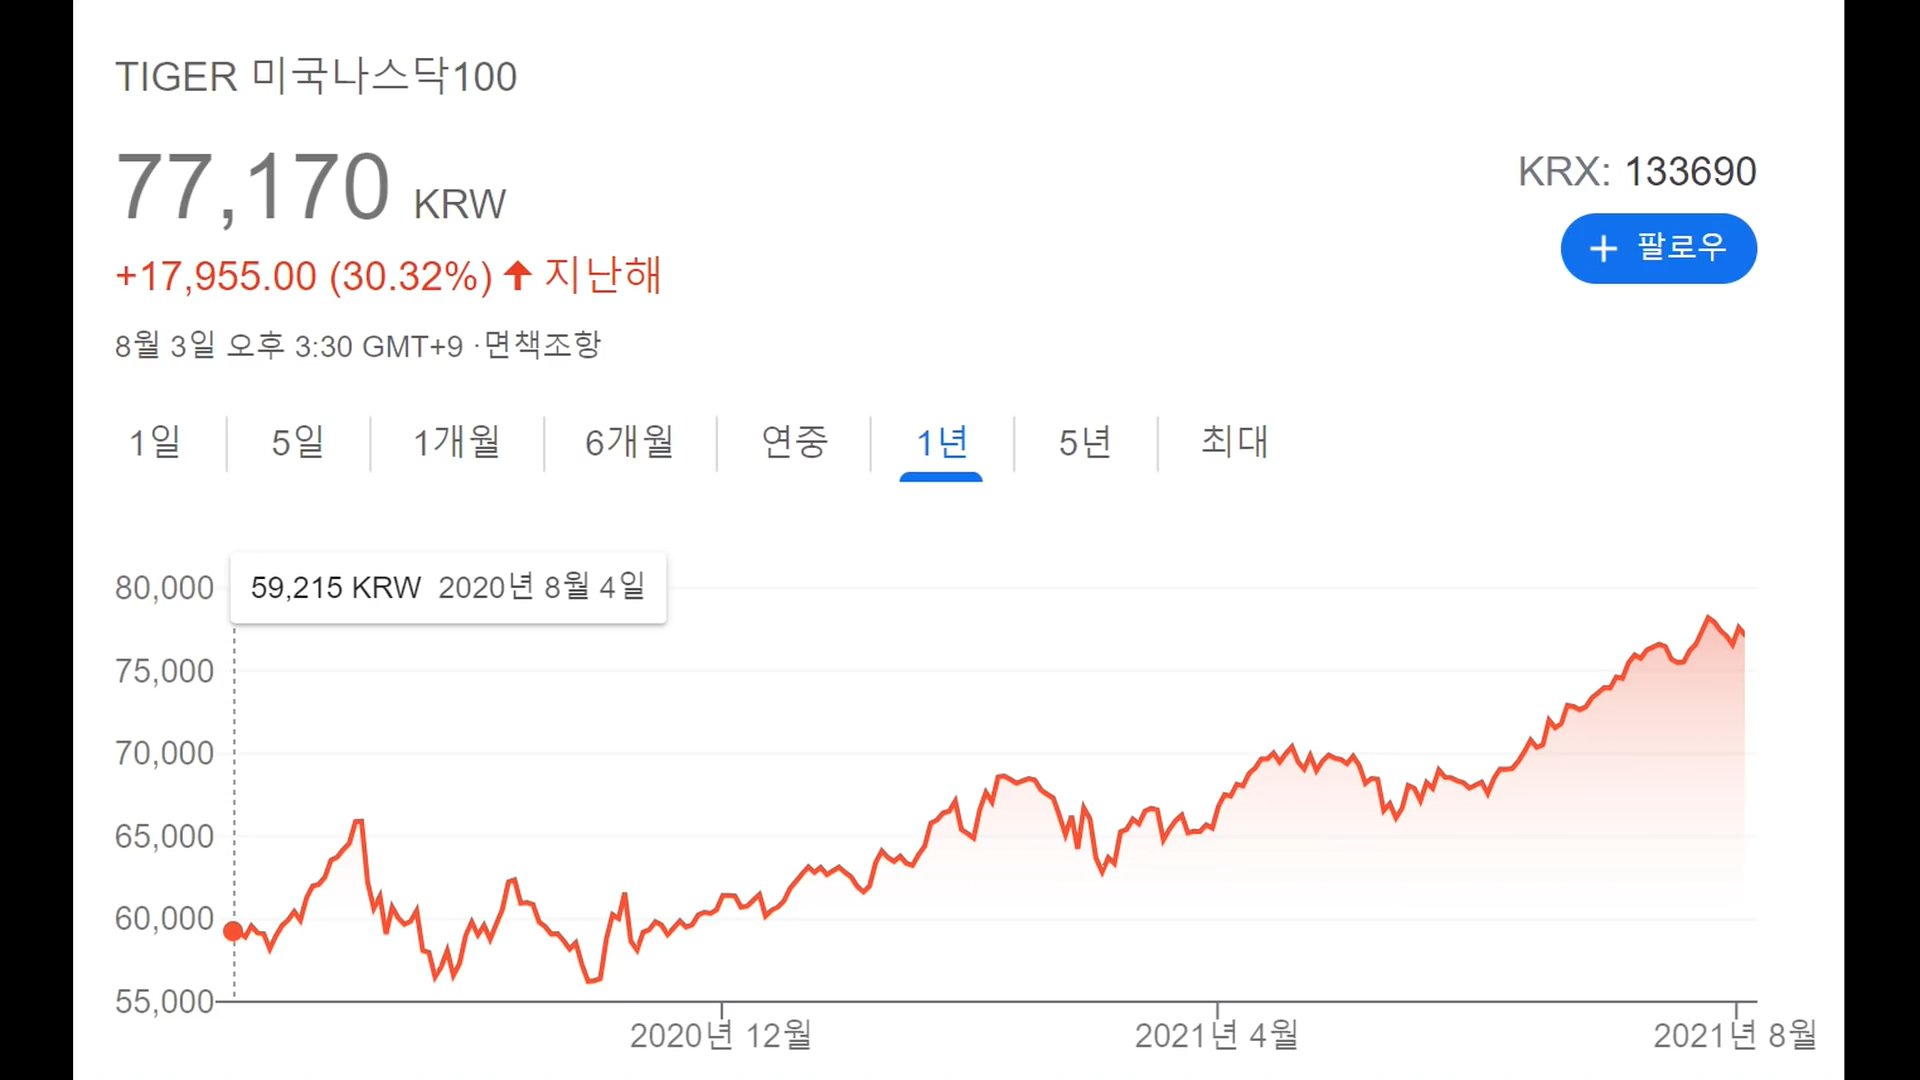 TIGER 미국나스닥100
77,170 KRW
KRX: 133690
+ 팔로우
+17,955.00 (30.32%) ↑ 지난해
8월 3일 오후 3:30 GMT+9 ·면책조항
1일 5일 1개월 6개월 연중 1년 5년 최대
59,215 KRW 2020년 8월 4일
80,000
75,000
70,000
65,000
60,000
55,000
2020년 12월 2021년 4월 2021년 8월